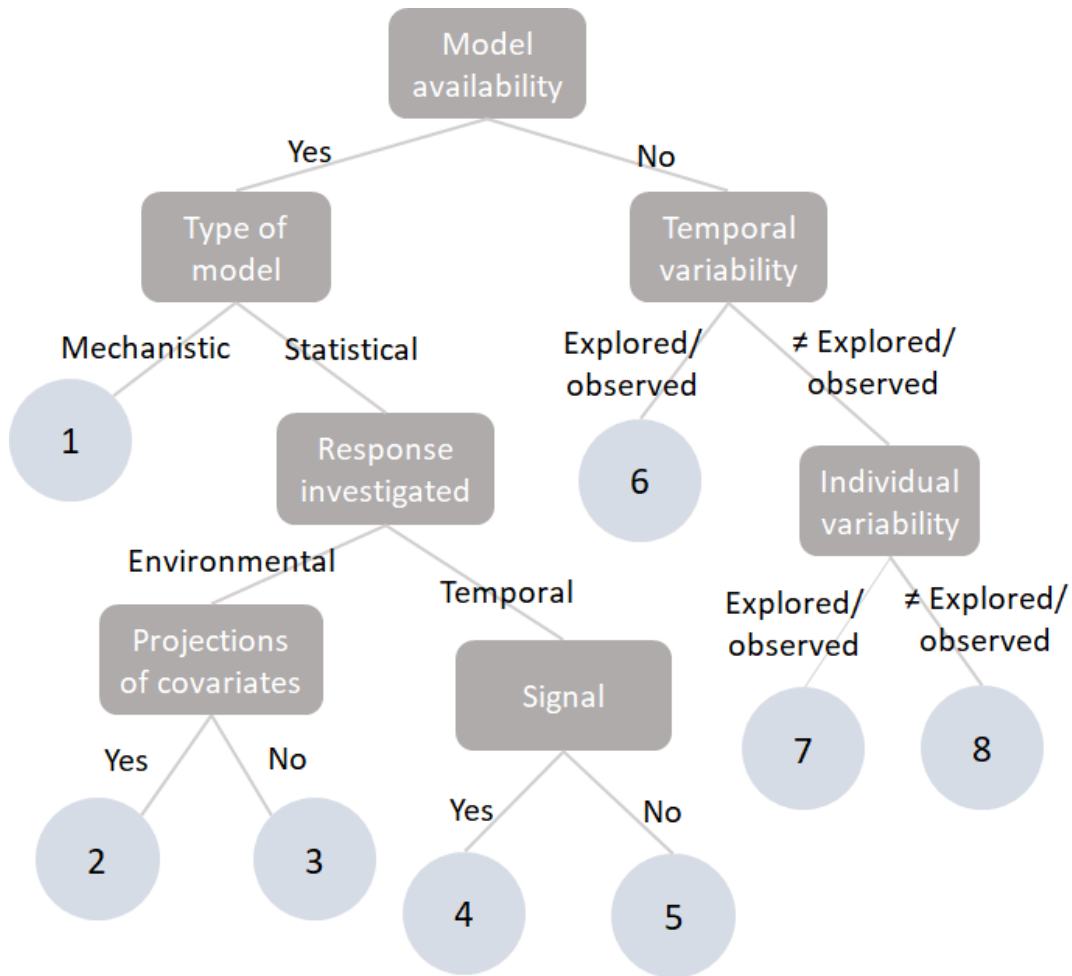 Model
availability
Yes
No
Type of
model
Temporal
variability
Mechanistic
Statistical
Explored/
observed
≠ Explored/
observed
1
Response
investigated
6
Individual
variability
Environmental
Temporal
Explored/
observed
≠ Explored/
observed
Projections
of covariates
Signal
7
8
Yes
No
Yes
No
2
3
4
5